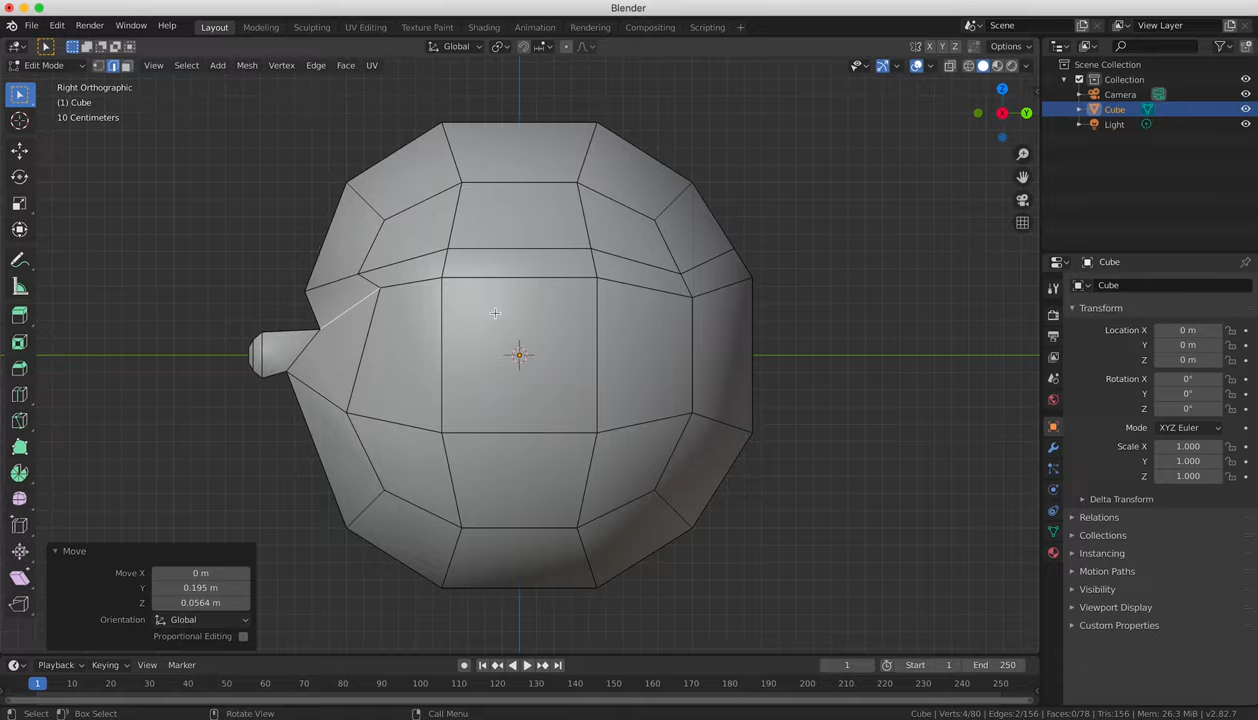 Blender
File Edit Render Window Help
Layout Modeling Sculpting UV Editing Texture Paint Shading Animation Rendering Compositing Scripting +
Scene
View Layer
Global
X Y Z Options
Edit Mode View Select Add Mesh Vertex Edge Face UV
Right Orthographic
(1) Cube
10 Centimeters
Z
X
Y
Scene Collection
Collection
Camera
Cube
Light
Cube
Cube
Transform
Location X 0 m
Y 0 m
Z 0 m
Rotation X 0°
Y 0°
Z 0°
Mode XYZ Euler
Scale X 1.000
Y 1.000
Z 1.000
Delta Transform
Relations
Collections
Instancing
Motion Paths
Visibility
Viewport Display
Custom Properties
Move
Move X 0 m
Y 0.195 m
Z 0.0564 m
Orientation Global
Proportional Editing
Playback Keying View Marker
1 Start 1 End 250
1 10 20 30 40 50 60 70 80 90 100 110 120 130 140 150 160 170 180 190 200 210 220 230 240 250
Select Box Select Rotate View Call Menu
Cube | Verts:4/80 | Edges:2/156 | Faces:0/78 | Tris:156 | Mem: 26.3 MiB | v2.82.7